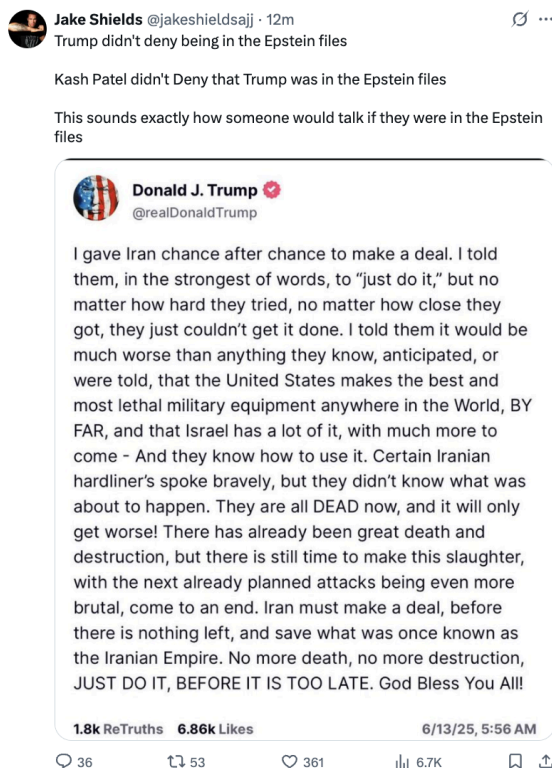 Jake Shields @jakeshieldsajj · 12m
Trump didn't deny being in the Epstein files
Kash Patel didn't Deny that Trump was in the Epstein files
This sounds exactly how someone would talk if they were in the Epstein
files
Donald J. Trump
@realDonaldTrump
I gave Iran chance after chance to make a deal. I told
them, in the strongest of words, to “just do it,” but no
matter how hard they tried, no matter how close they
got, they just couldn’t get it done. I told them it would be
much worse than anything they know, anticipated, or
were told, that the United States makes the best and
most lethal military equipment anywhere in the World, BY
FAR, and that Israel has a lot of it, with much more to
come - And they know how to use it. Certain Iranian
hardliner’s spoke bravely, but they didn’t know what was
about to happen. They are all DEAD now, and it will only
get worse! There has already been great death and
destruction, but there is still time to make this slaughter,
with the next already planned attacks being even more
brutal, come to an end. Iran must make a deal, before
there is nothing left, and save what was once known as
the Iranian Empire. No more death, no more destruction,
JUST DO IT, BEFORE IT IS TOO LATE. God Bless You All!
1.8k ReTruths 6.86k Likes 6/13/25, 5:56 AM
36 53 361 6.7K